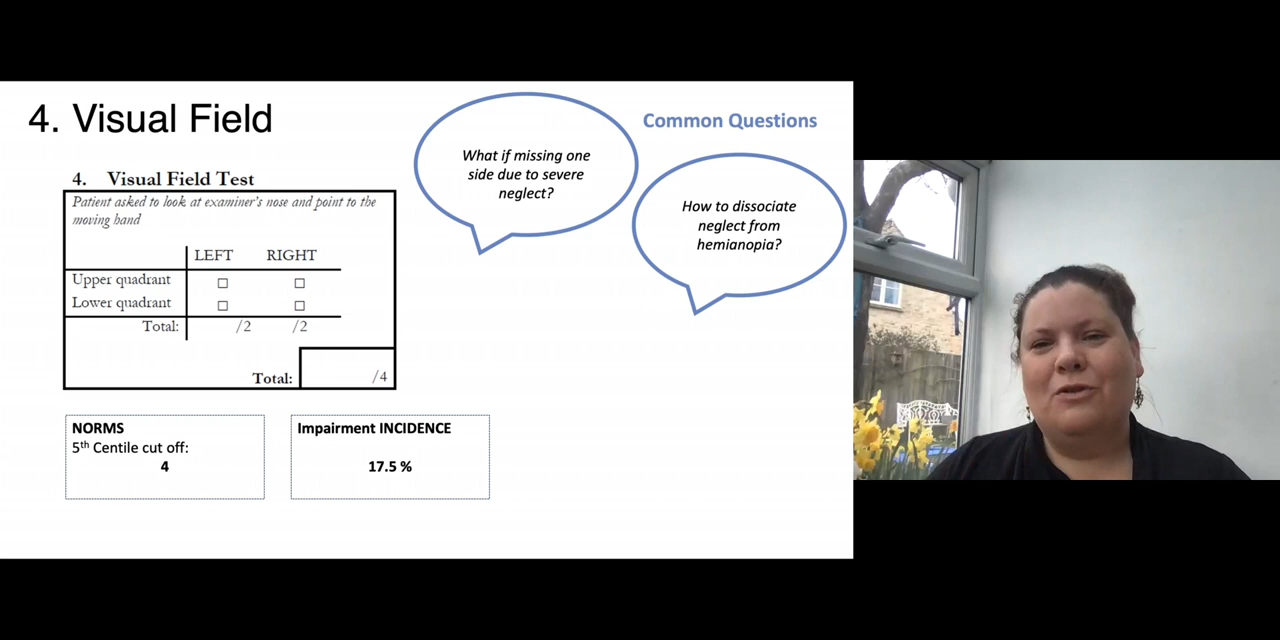 4. Visual Field
4. Visual Field Test
Patient asked to look at examiner's nose and point to the
moving hand
LEFT RIGHT
Upper quadrant
Lower quadrant
Total: /2 /2
Total: /4
NORMS
5th Centile cut off:
4
Impairment INCIDENCE
17.5 %
What if missing one
side due to severe
neglect?
Common Questions
How to dissociate
neglect from
hemianopia?